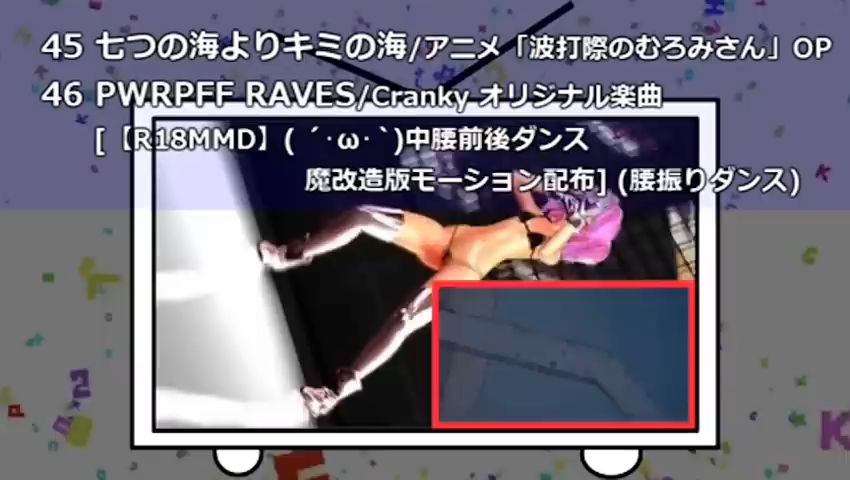 45 七つの海よりキミの海/アニメ「波打際のむろみさん」OP
46 PWRPFF RAVES/Cranky オリジナル楽曲
[【R18MMD】( ´･ω･`)中腰前後ダンス
魔改造版モーション配布] (腰振りダンス)